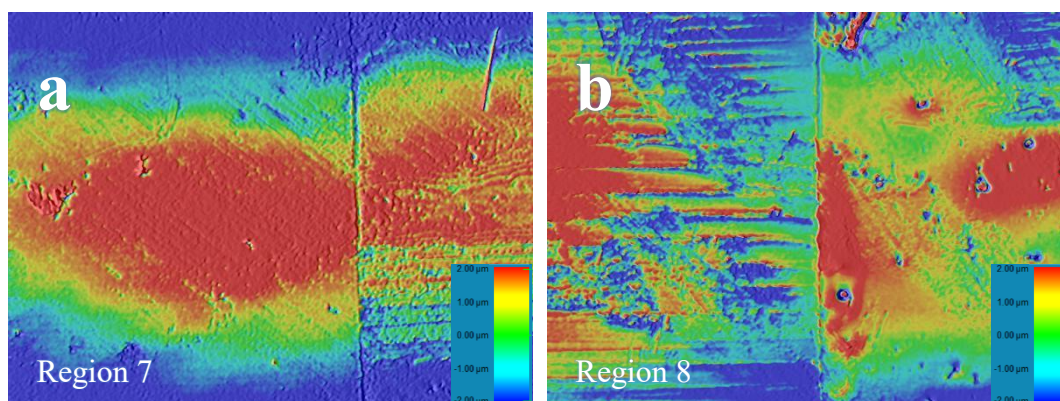 a
b
2.00 µm
1.00 µm
0.00 µm
-1.00 µm
-2.00 µm
Region 7
2.00 µm
1.00 µm
0.00 µm
-1.00 µm
-2.00 µm
Region 8